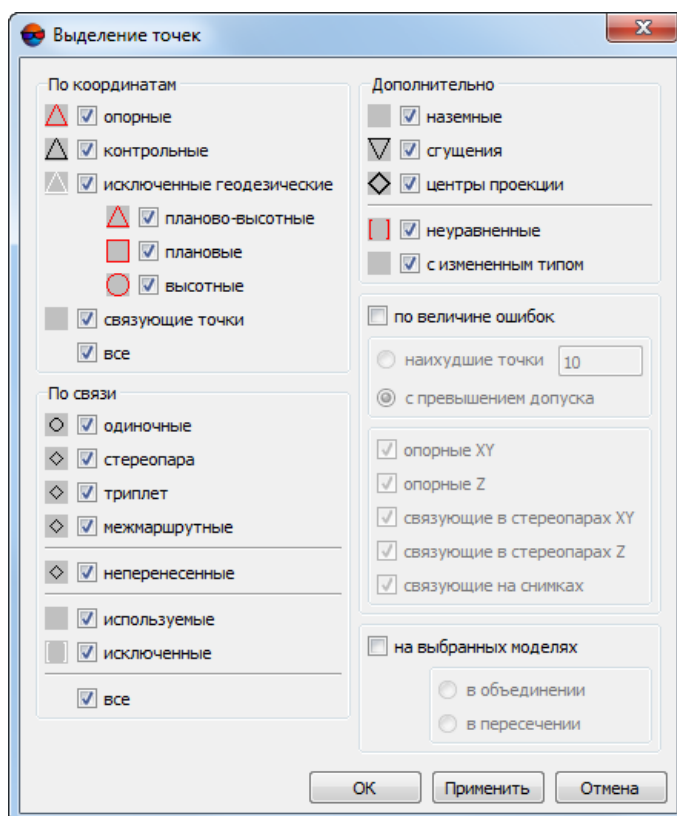 Выделение точек
По координатам
опорные
контрольные
исключенные геодезические
планово-высотные
плановые
высотные
связующие точки
все
По связи
одиночные
стереопара
триплет
межмаршрутные
неперенесенные
используемые
исключенные
все
Дополнительно
наземные
сгущения
центры проекции
неуравненные
с измененным типом
по величине ошибок
наихудшие точки 10
с превышением допуска
опорные XY
опорные Z
связующие в стереопарах XY
связующие в стереопарах Z
связующие на снимках
на выбранных моделях
в объединении
в пересечении
ОК Применить Отмена